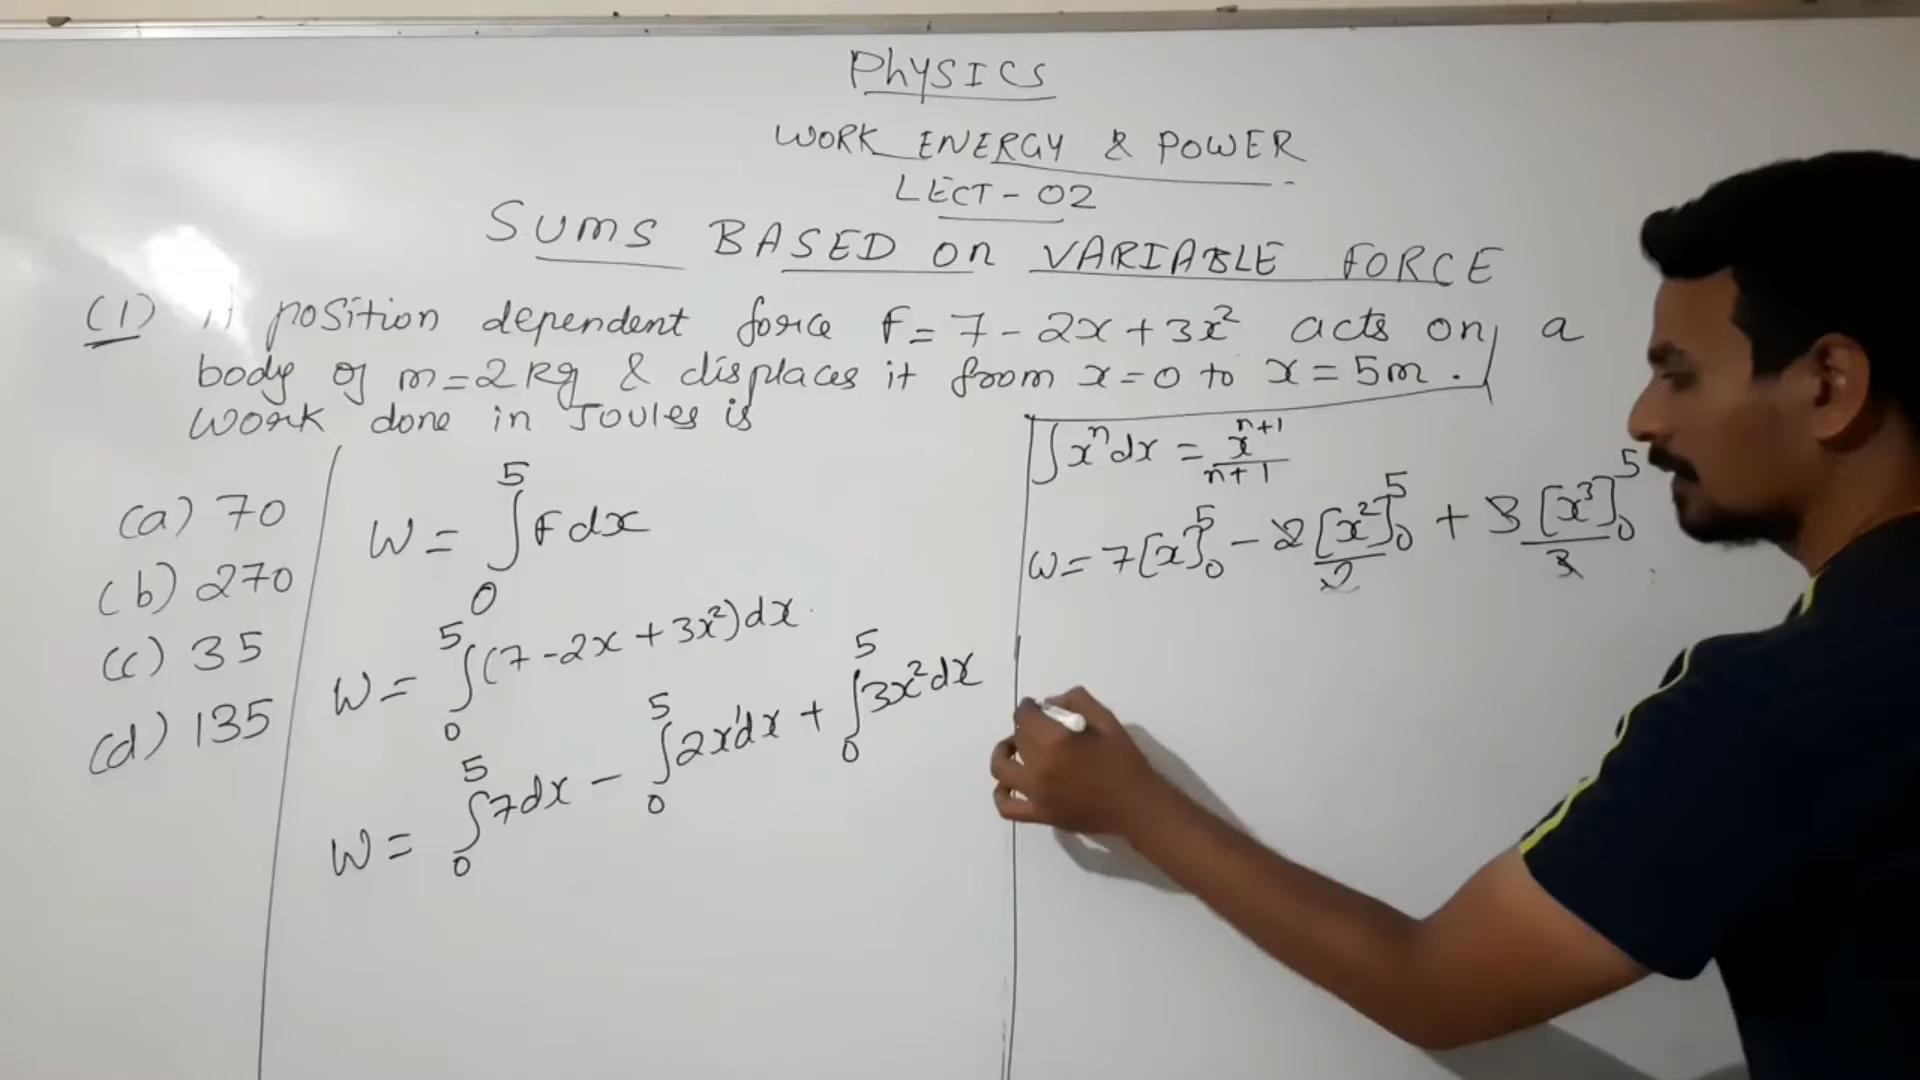 PhYSICS
WORK ENERGY & POWER
LECT-02
SUMS BASED ON VARIABLE FORCE
(1) A position dependent force F = 7 - 2x + 3x² acts on a
body of m=2Kg & displaces it from x=0 to x=5m.
Work done in Joules is
(a) 70
(b) 270
(c) 35
(d) 135
W = ∫₀⁵ F dx
W = ∫₀⁵ (7-2x+3x²)dx
W = ∫₀⁵ 7dx - ∫₀⁵ 2x¹dx + ∫₀⁵ 3x²dx
∫xⁿdx = xⁿ⁺¹/n+1
W = 7[x]₀⁵ - 2[x²]₀⁵/2 + 3[x³]₀⁵/3